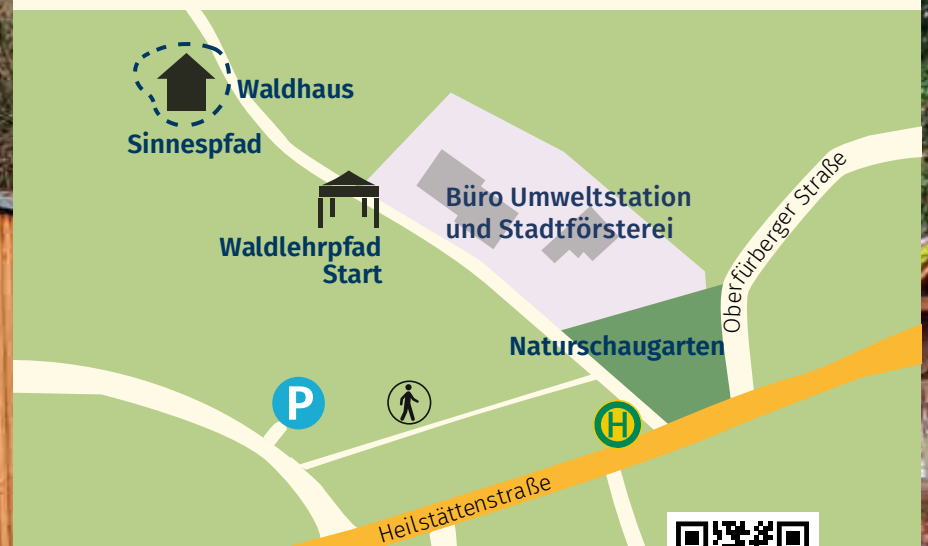 Waldhaus
Sinnespfad
Büro Umweltstation
und Stadtförsterei
Waldlehrpfad
Start
Oberfürberger Straße
Naturschaugarten
P
H
Heilstättenstraße